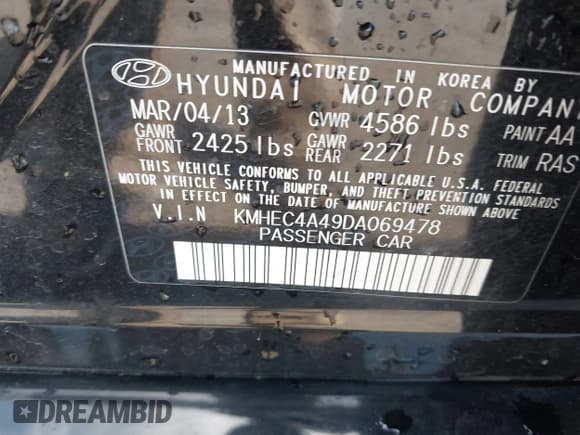 MANUFACTURED IN KOREA BY
HYUNDAI MOTOR COMPANY
MAR/04/13 GVWR 4586 lbs PAINT AA
GAWR FRONT 2425 lbs GAWR REAR 2271 lbs TRIM RAS
THIS VEHICLE CONFORMS TO ALL APPLICABLE U.S.A. FEDERAL
MOTOR VEHICLE SAFETY, BUMPER, AND THEFT PREVENTION STANDARDS
IN EFFECT ON THE DATE OF MANUFACTURE SHOWN ABOVE
V.I.N KMHEC4A49DA069478
PASSENGER CAR
DREAMBID